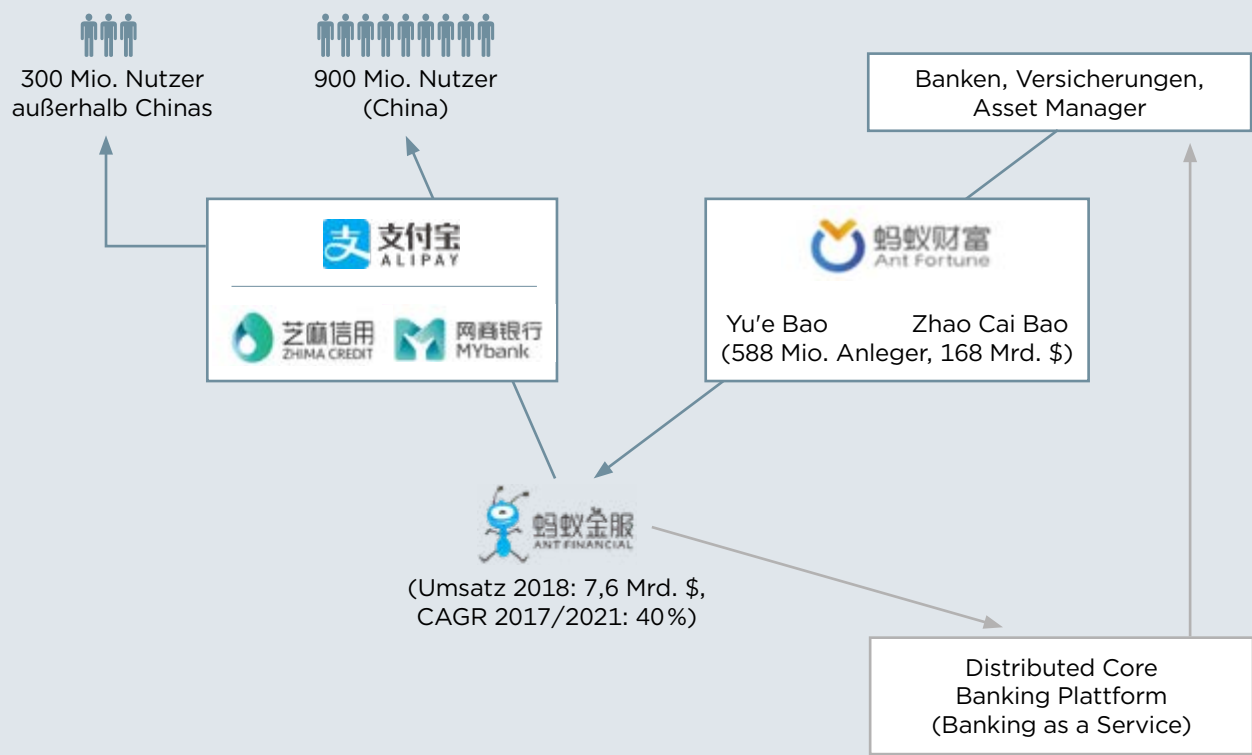 300 Mio. Nutzer
außerhalb Chinas
900 Mio. Nutzer
(China)
Banken, Versicherungen,
Asset Manager
支 支付宝
ALIPAY
芝麻信用
ZHIMA CREDIT
网商银行
MYbank
蚂蚁财富
Ant Fortune
Yu'e Bao Zhao Cai Bao
(588 Mio. Anleger, 168 Mrd. $)
蚂蚁金服
ANT FINANCIAL
(Umsatz 2018: 7,6 Mrd. $,
CAGR 2017/2021: 40%)
Distributed Core
Banking Plattform
(Banking as a Service)